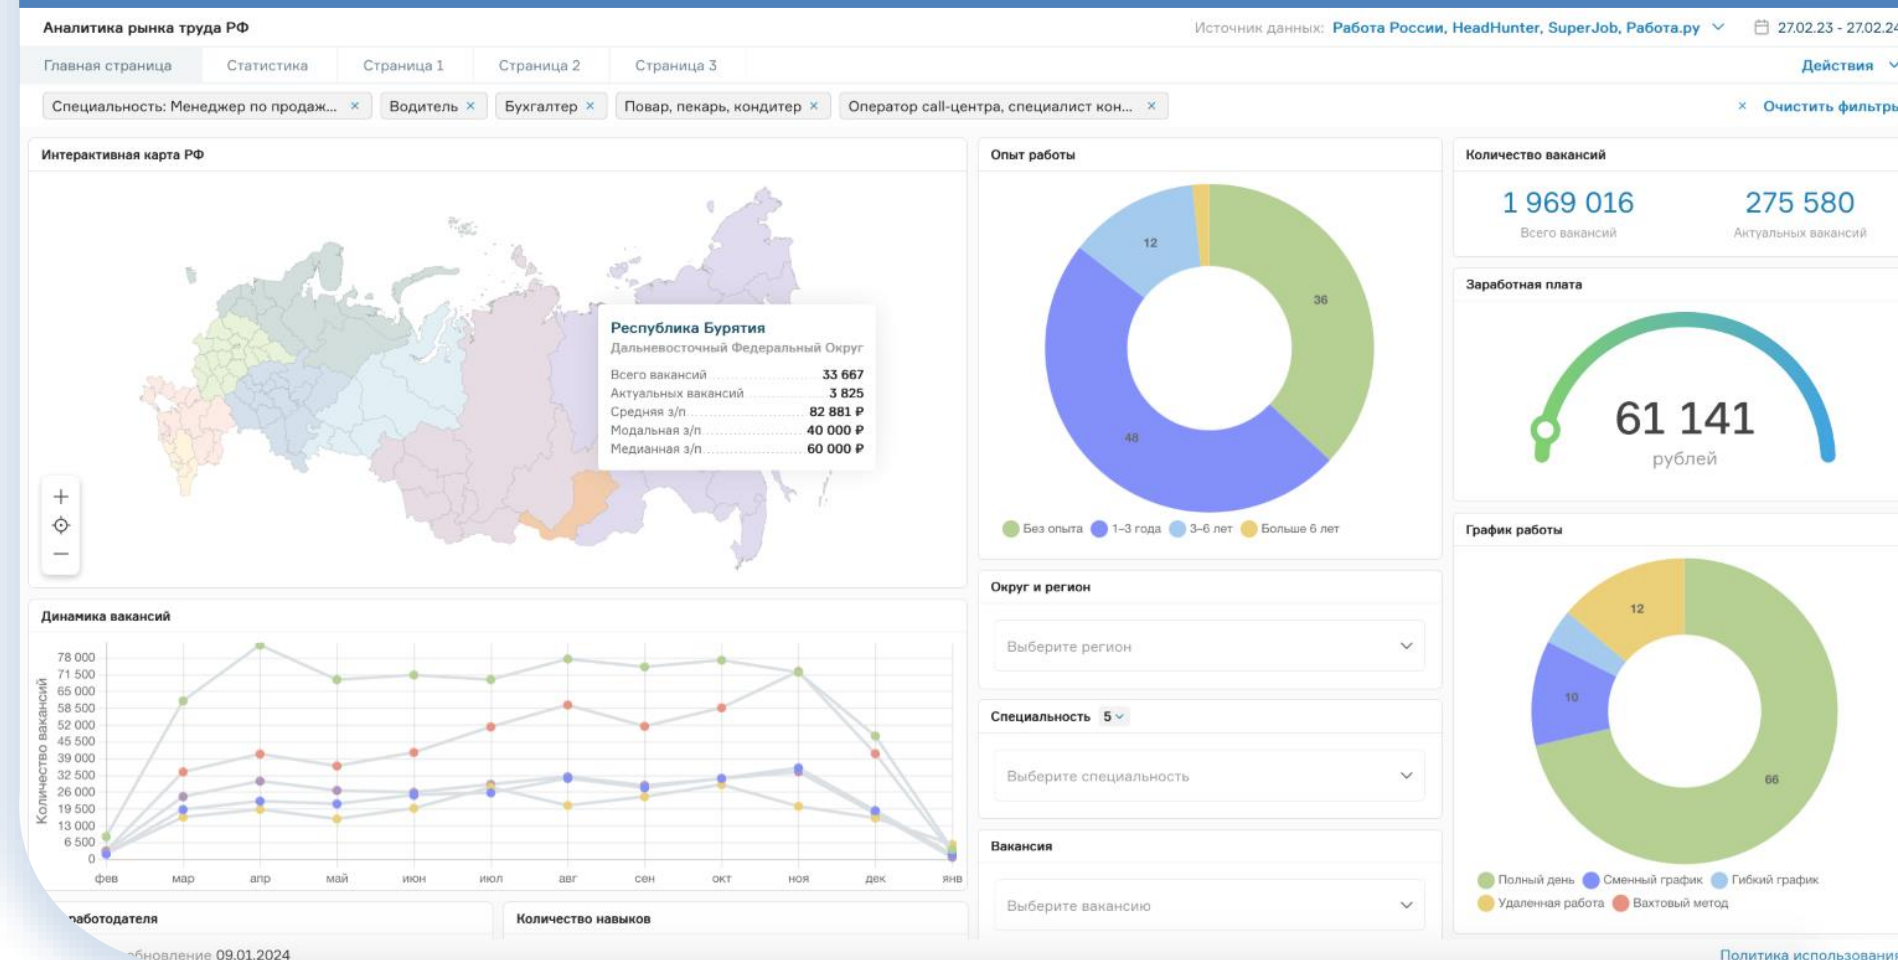 Аналитика рынка труда РФ
Источник данных: Работа России, HeadHunter, SuperJob, Работа.ру
27.02.23 - 27.02.24
Главная страница
Статистика
Страница 1
Страница 2
Страница 3
Действия
Специальность: Менеджер по продаж... ×
Водитель ×
Бухгалтер ×
Повар, пекарь, кондитер ×
Оператор call-центра, специалист кон... ×
× Очистить фильтры
Интерактивная карта РФ
Республика Бурятия
Дальневосточный Федеральный Округ
Всего вакансий 33 667
Актуальных вакансий 3 825
Средняя з/п 82 881 ₽
Модальная з/п 40 000 ₽
Медианная з/п 60 000 ₽
+
−
Динамика вакансий
Количество вакансий
78 000
71 500
65 000
58 500
52 000
45 500
39 000
32 500
26 000
19 500
13 000
6 500
0
фев мар апр май июн июл авг сен окт ноя дек янв
работодателя
Количество навыков
обновление 09.01.2024
Опыт работы
12
36
48
Без опыта 1–3 года 3–6 лет Больше 6 лет
Округ и регион
Выберите регион
Специальность 5
Выберите специальность
Вакансия
Выберите вакансию
Количество вакансий
1 969 016
Всего вакансий
275 580
Актуальных вакансий
Заработная плата
61 141
рублей
График работы
12
10
66
Полный день Сменный график Гибкий график
Удаленная работа Вахтовый метод
Политика использования